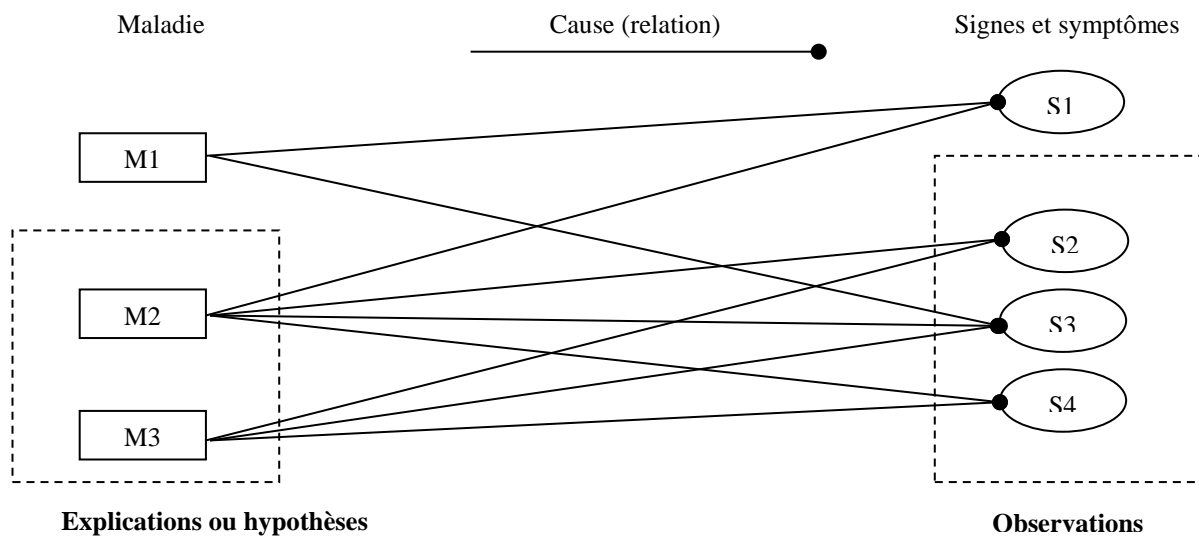 Maladie Cause (relation) Signes et symptômes
S1
M1
S2
M2 S3
S4
M3
Explications ou hypothèses Observations